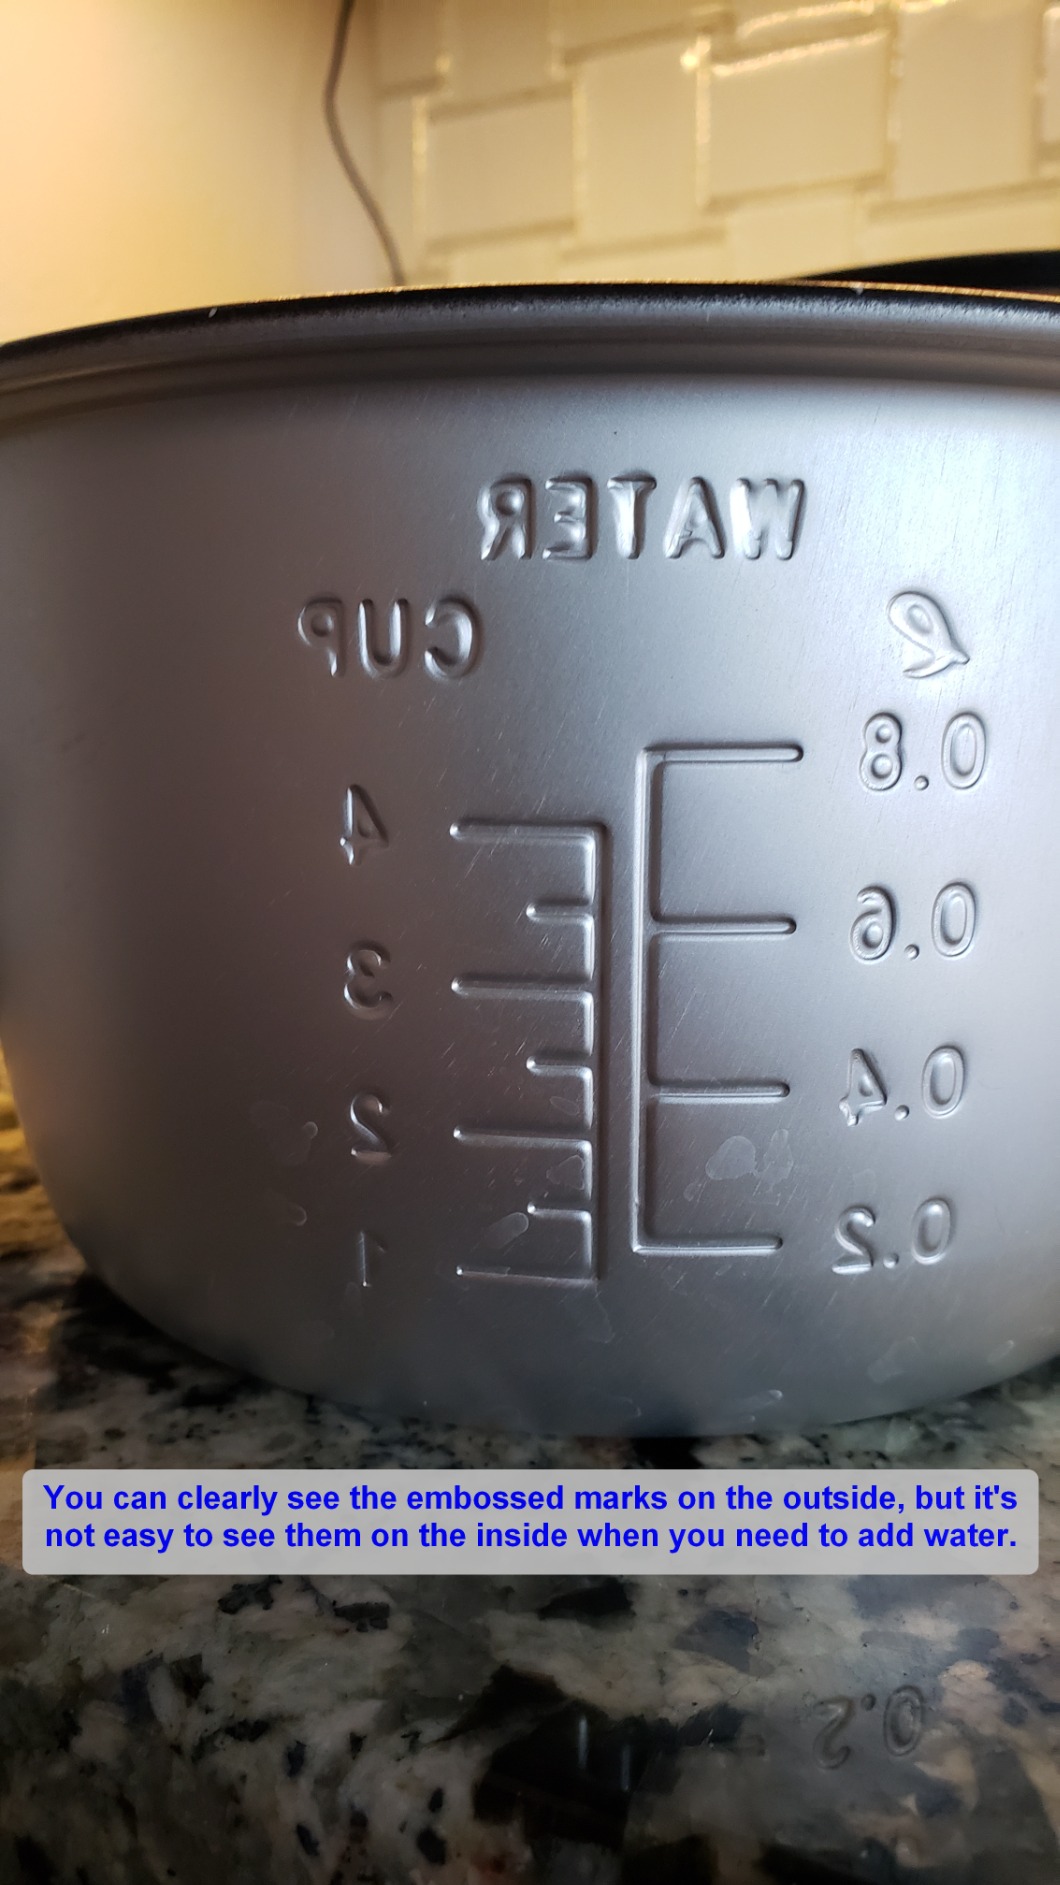 WATER
CUP
ℓ
0.8
4
0.6
3
0.4
2
0.2
1
You can clearly see the embossed marks on the outside, but it's
not easy to see them on the inside when you need to add water.
0.2